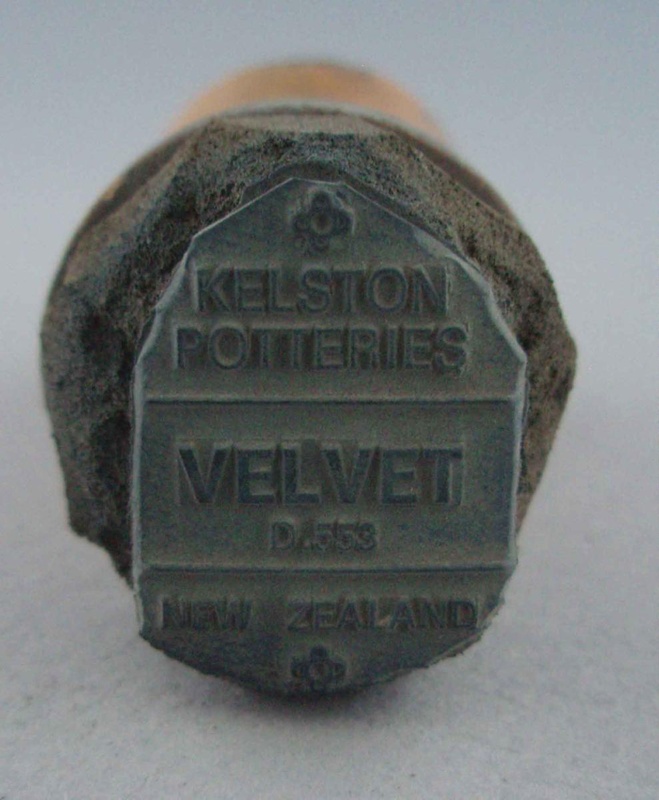 KELSTON
POTTERIES
VELVET
D.553
NEW ZEALAND